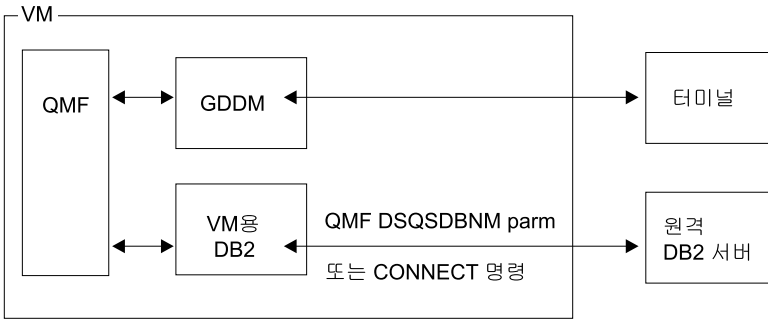 VM
QMF
GDDM
터미널
VM용
DB2
QMF DSQSDBNM parm
또는 CONNECT 명령
원격
DB2 서버